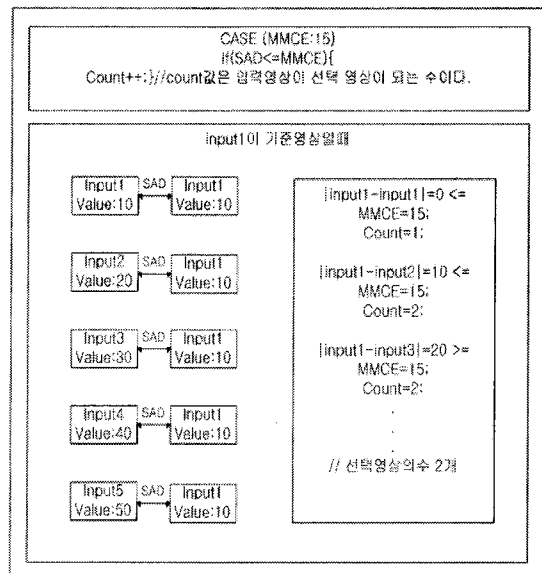 CASE (MMCE:15)
if(SAD<=MMCE){
Count++;}//count값은 입력영상이 선택 영상이 되는 수이다.
input1이 기준영상일때
Input1 SAD Input1
Value:10 Value:10
Input2 SAD Input1
Value:20 Value:10
Input3 SAD Input1
Value:30 Value:10
Input4 SAD Input1
Value:40 Value:10
Input5 SAD Input1
Value:50 Value:10
|input1-input1|=0 <=
MMCE=15;
Count=1;
|input1-input2|=10 <=
MMCE=15;
Count=2;
|input1-input3|=20 >=
MMCE=15;
Count=2;
.
.
.
// 선택영상의수 2개